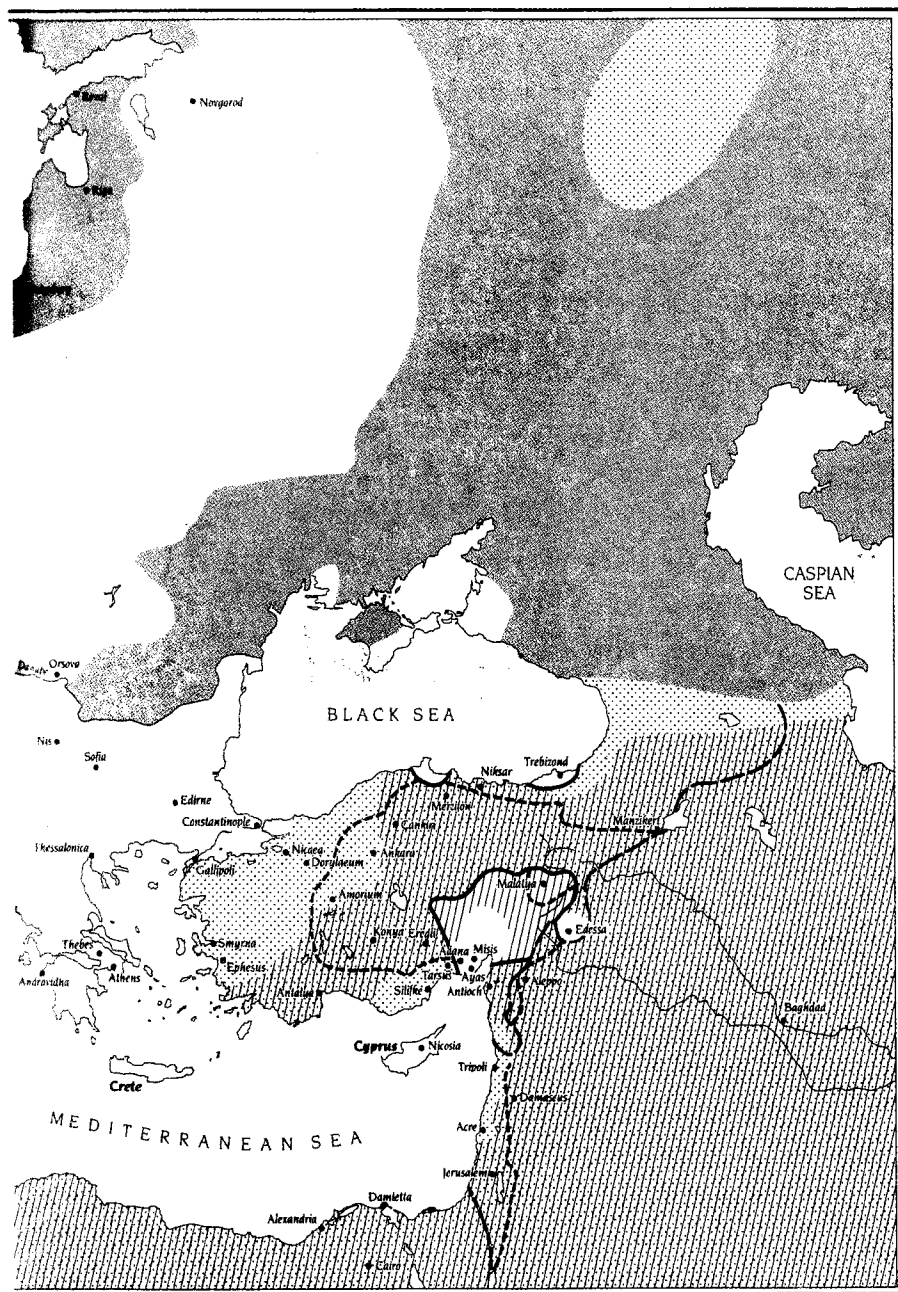 Reval
Novgorod
Riga
CASPIAN
SEA
Danube
Orsova
BLACK SEA
Nis
Sofia
Trebizond
Niksar
Edirne
Merzifon
Constantinople
Cankiri
Manzikert
Thessalonica
Nicaea
Ankara
Gallipoli
Dorylaeum
Malatya
Amorium
Edessa
Konya
Eregli
Smyrna
Thebes
Adana
Misis
Ephesus
Athens
Andravidha
Tarsus
Ayas
Aleppo
Antalya
Silifke
Antioch
Baghdad
Cyprus
Nicosia
Crete
Tripoli
Damascus
MEDITERRANEAN SEA
Acre
Jerusalem
Damietta
Alexandria
Cairo